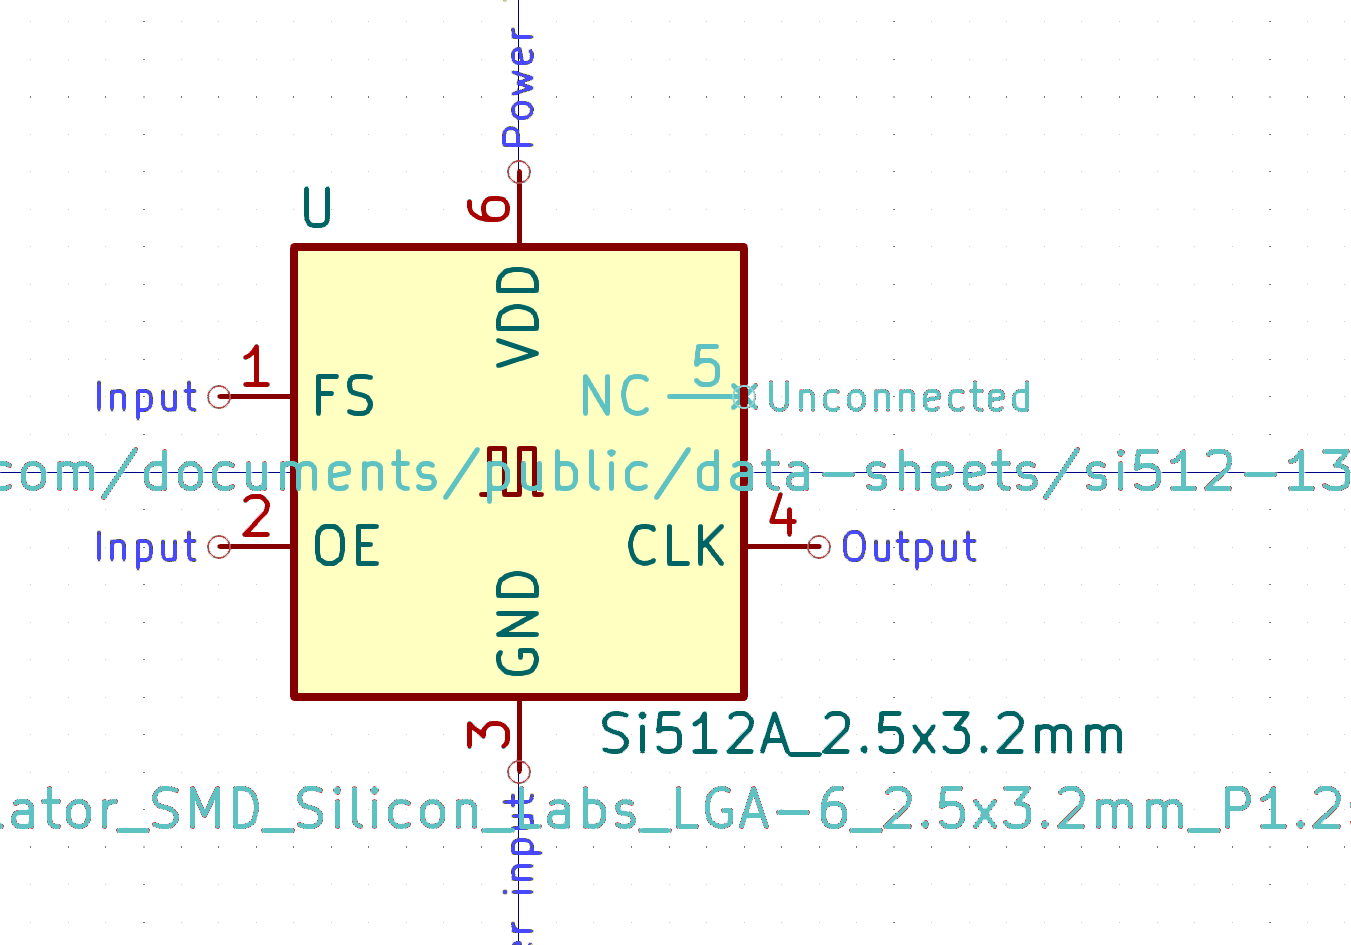 Power
6
U
VDD
1
5
Input
FS
NC
Unconnected
com/documents/public/data-sheets/si512-13
2
4
Input
OE
CLK
Output
GND
3
Si512A_2.5x3.2mm
lator_SMD_Silicon_Labs_LGA-6_2.5x3.2mm_P1.2
input